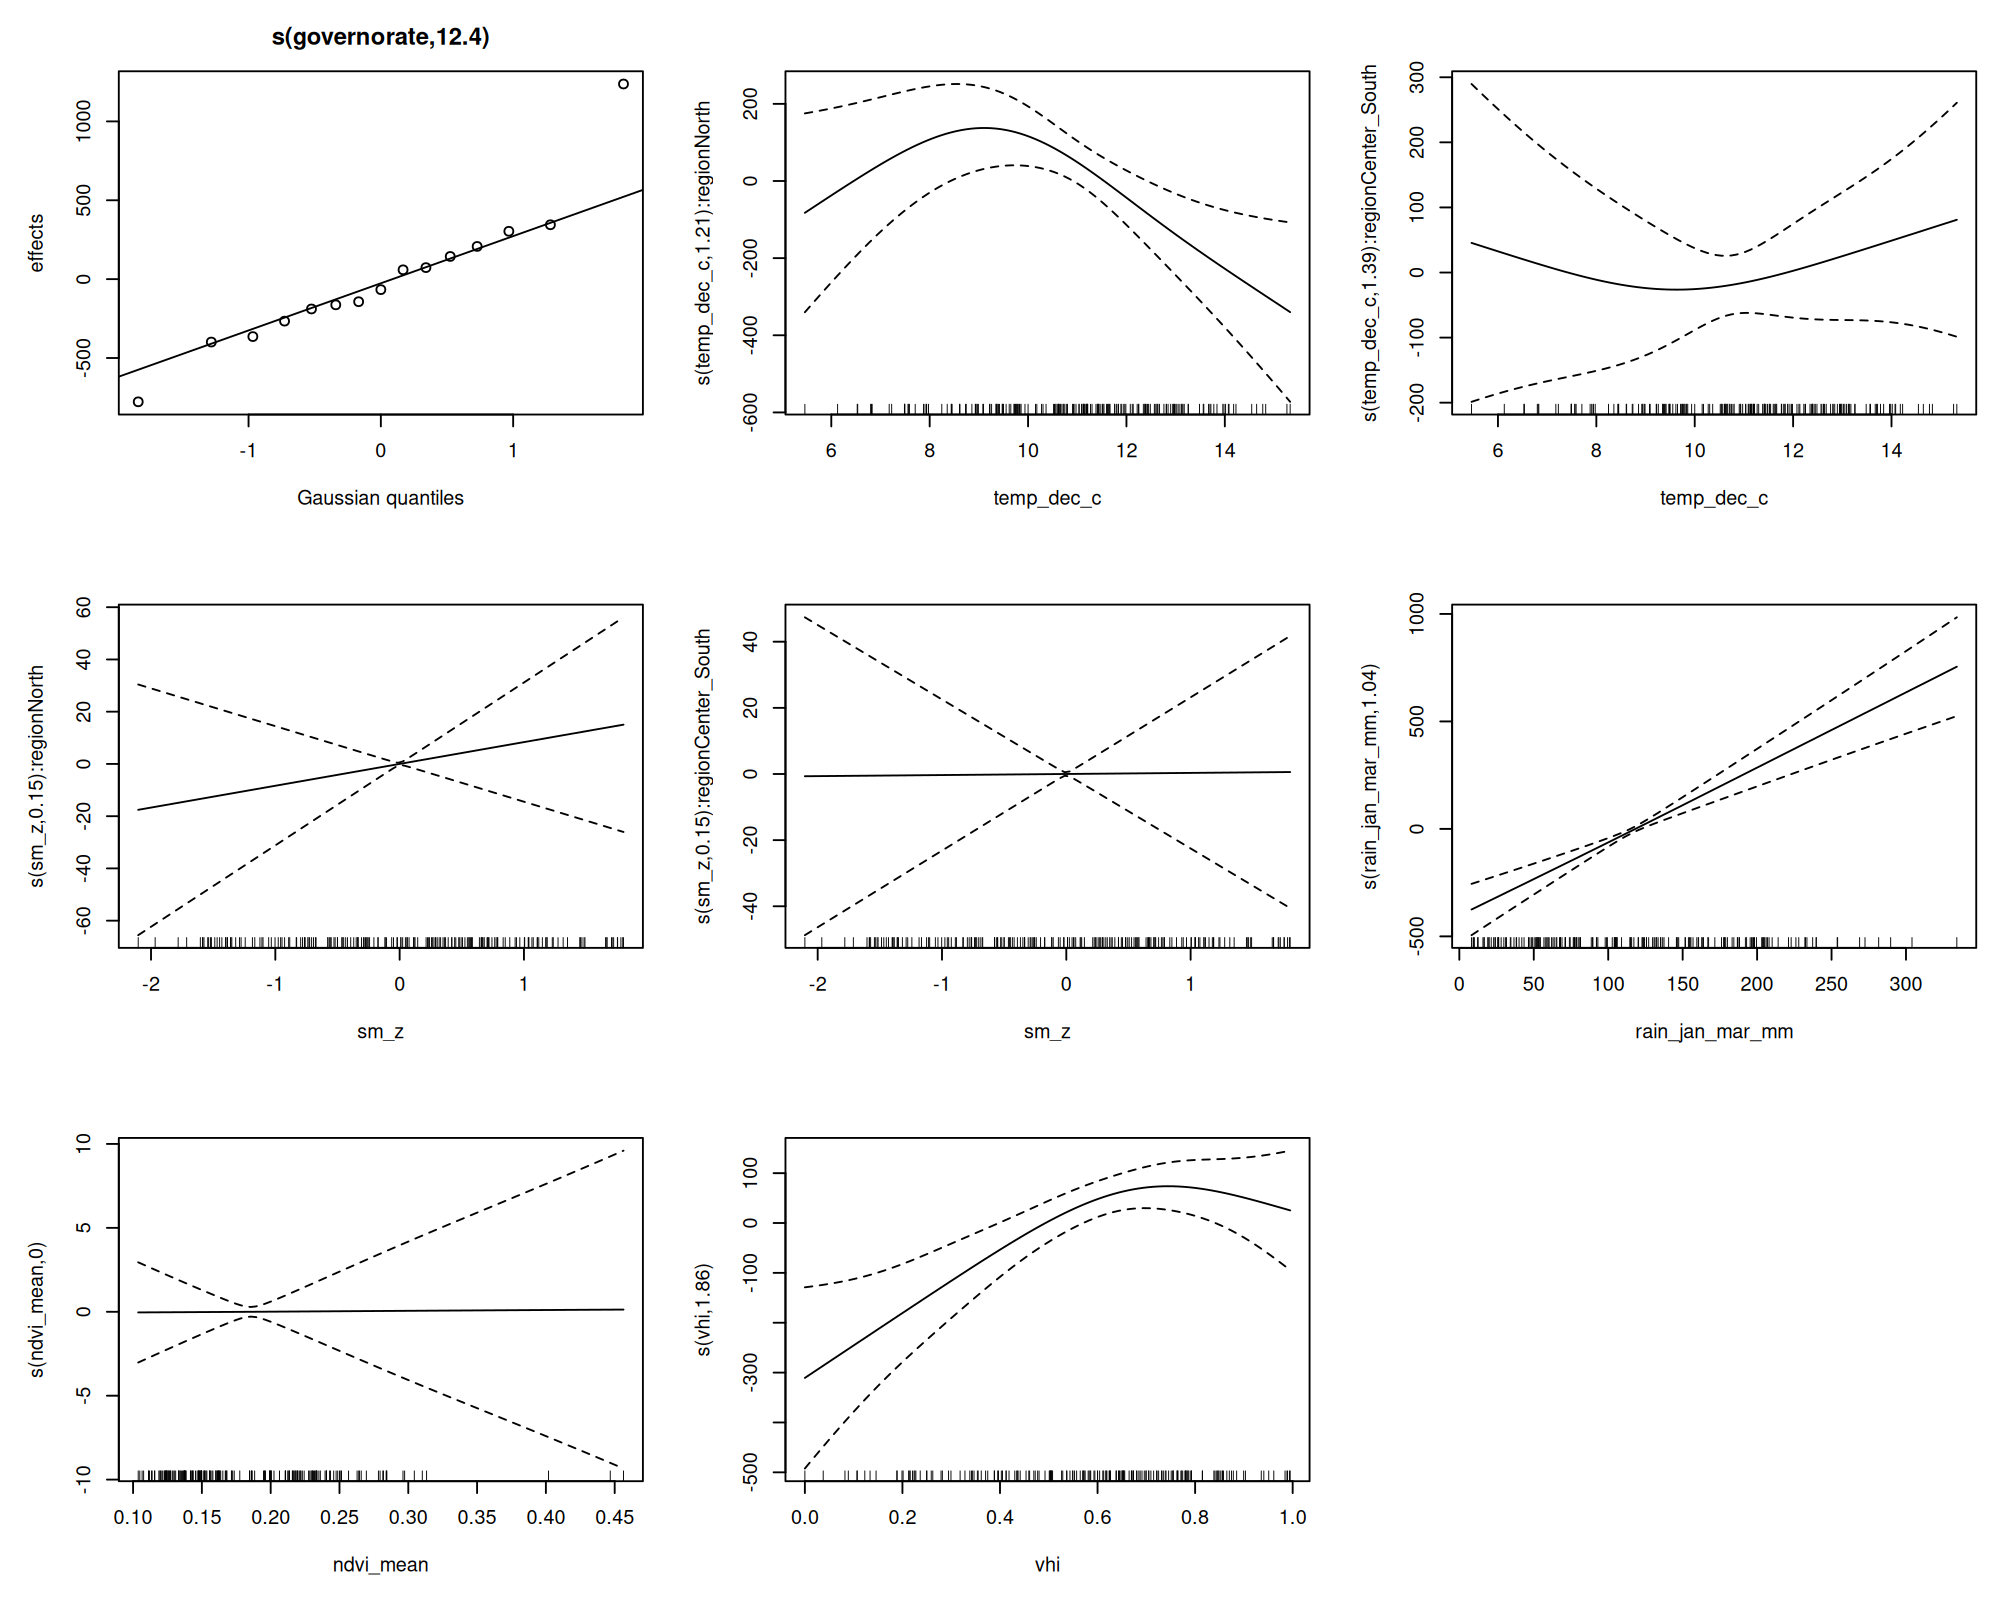 s(governorate,12.4)
effects
-500 0 500 1000
-1 0 1
Gaussian quantiles
s(temp_dec_c,1.21):regionNorth
-600 -400 -200 0 200
6 8 10 12 14
temp_dec_c
s(temp_dec_c,1.39):regionCenter_South
-200 -100 0 100 200 300
6 8 10 12 14
temp_dec_c
s(sm_z,0.15):regionNorth
-60 -40 -20 0 20 40 60
-2 -1 0 1
sm_z
s(sm_z,0.15):regionCenter_South
-40 -20 0 20 40
-2 -1 0 1
sm_z
s(rain_jan_mar_mm,1.04)
-500 0 500 1000
0 50 100 150 200 250 300
rain_jan_mar_mm
s(ndvi_mean,0)
-10 -5 0 5 10
0.10 0.15 0.20 0.25 0.30 0.35 0.40 0.45
ndvi_mean
s(vhi,1.86)
-500 -300 -100 0 100
0.0 0.2 0.4 0.6 0.8 1.0
vhi